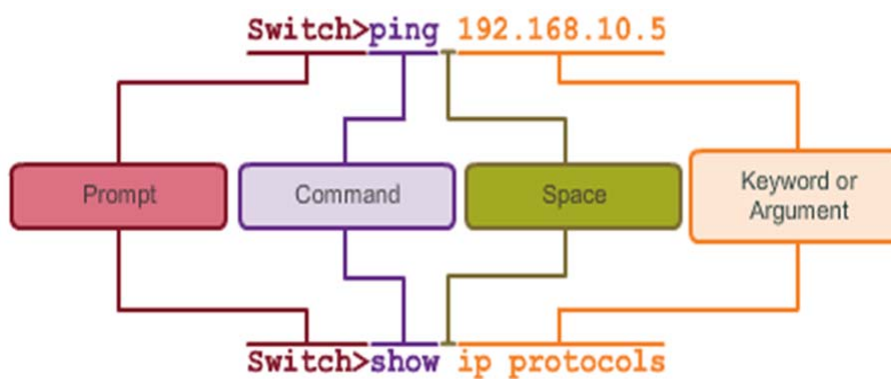 Switch>ping 192.168.10.5
Prompt
Command
Space
Keyword or
Argument
Switch>show ip protocols